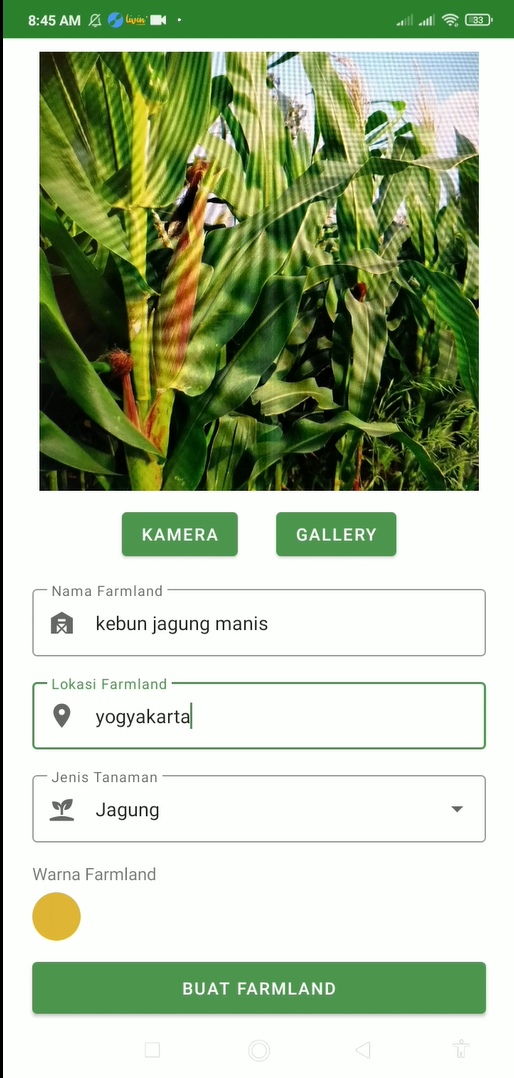 8:45 AM livin' 33
KAMERA GALLERY
Nama Farmland
kebun jagung manis
Lokasi Farmland
yogyakarta
Jenis Tanaman
Jagung
Warna Farmland
BUAT FARMLAND